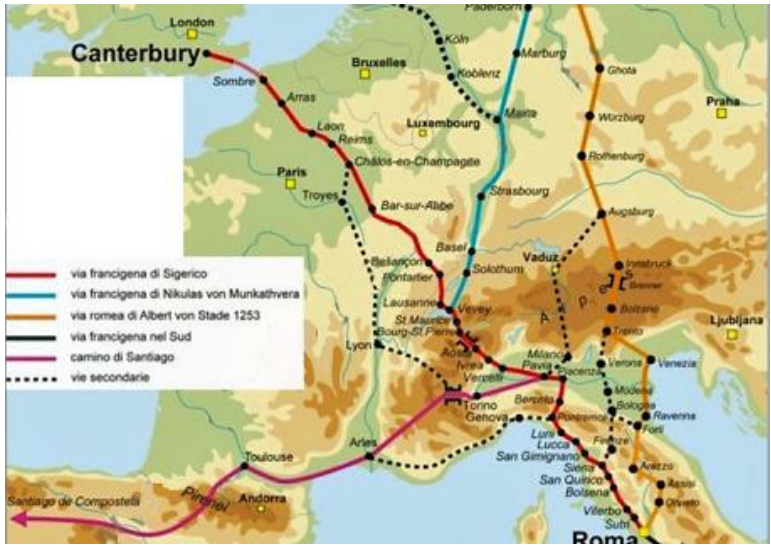 London
Canterbury
Sombre
Arras
Laon
Reims
Châlos-en-Champagne
Paris
Troyes
Bar-sur-Aube
Bruxelles
Luxembourg
Paderborn
Köln
Koblenz
Marburg
Mainz
Ghota
Würzburg
Rothenburg
Praha
Strasbourg
Augsburg
Basel
Solothurn
Vaduz
Innsbruck
Brenner
Alpes
Bolzano
Trento
Ljubljana
Besançon
Pontarlier
Lausanne
Vevey
St Maurice
Bourg-St Pierre
Aosta
Ivrea
Vercelli
Lyon
Milano
Pavia
Piacenza
Verona
Venezia
Torino
Genova
Berceto
Pontremoli
Modena
Bologna
Ravenna
Forlì
Luni
Lucca
Firenze
San Gimignano
Siena
San Quirico
Bolsena
Arezzo
Assisi
Orvieto
Viterbo
Sutri
Roma
Toulouse
Arles
Pirenei
Andorra
Santiago de Compostella
via francigena di Sigerico
via francigena di Nikulas von Munkathvera
via romea di Albert von Stade 1253
via francigena nel Sud
camino di Santiago
vie secondarie